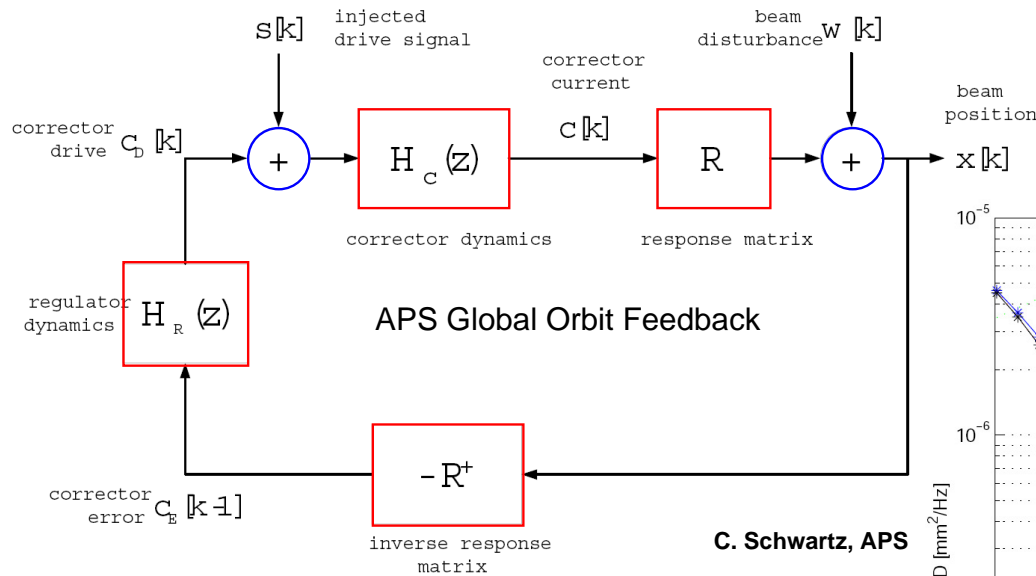 s[k]
injected
drive signal
beam
disturbance
w[k]
corrector
current
beam
position
corrector
drive
C_D[k]
+
H_C(z)
C[k]
R
+
x[k]
corrector dynamics
response matrix
10⁻⁵
regulator
dynamics
H_R(z)
APS Global Orbit Feedback
10⁻⁶
-R⁺
corrector
error
C_E[k-1]
inverse response
matrix
C. Schwartz, APS
D [mm²/Hz]